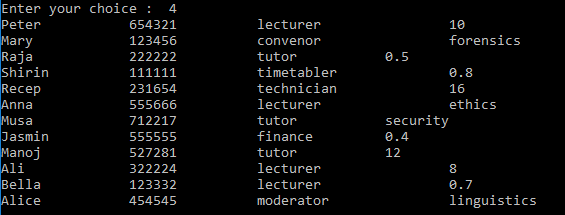 Enter your choice :  4
Peter           654321          lecturer                10
Mary            123456          convenor                forensics
Raja            222222          tutor           0.5
Shirin          111111          timetabler              0.8
Recep           231654          technician              16
Anna            555666          lecturer                ethics
Musa            712217          tutor           security
Jasmin          555555          finance         0.4
Manoj           527281          tutor           12
Ali             322224          lecturer                8
Bella           123332          lecturer                0.7
Alice           454545          moderator               linguistics